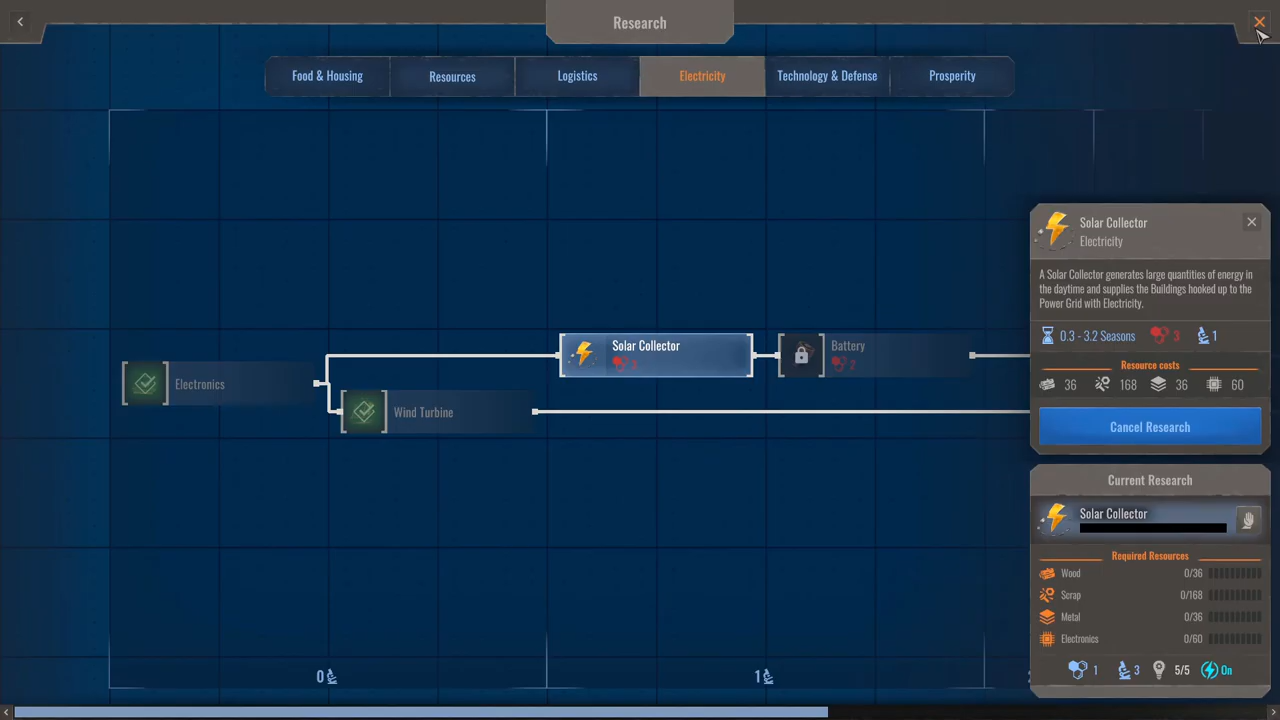 Research
Food & Housing
Resources
Logistics
Electricity
Technology & Defense
Prosperity
Solar Collector
Electricity
A Solar Collector generates large quantities of energy in
the daytime and supplies the Buildings hooked up to the
Power Grid with Electricity.
0.3 - 3.2 Seasons 3 1
Resource costs
36 168 36 60
Cancel Research
Solar Collector
3
Battery
2
Electronics
Wind Turbine
Current Research
Solar Collector
Required Resources
Wood 0/36
Scrap 0/168
Metal 0/36
Electronics 0/60
1 3 5/5 On
0
1